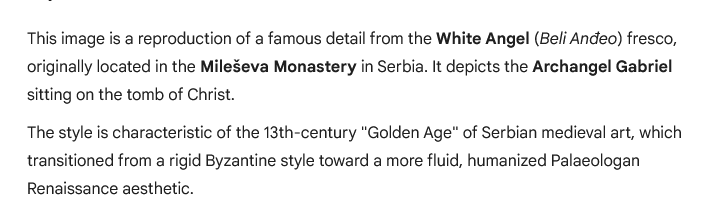 This image is a reproduction of a famous detail from the White Angel (Beli Anđeo) fresco,
originally located in the Mileševa Monastery in Serbia. It depicts the Archangel Gabriel
sitting on the tomb of Christ.
The style is characteristic of the 13th-century "Golden Age" of Serbian medieval art, which
transitioned from a rigid Byzantine style toward a more fluid, humanized Palaeologan
Renaissance aesthetic.